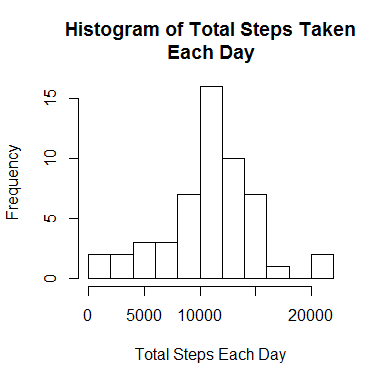 Histogram of Total Steps Taken
Each Day
Frequency
15
10
5
0
0 5000 10000 20000
Total Steps Each Day